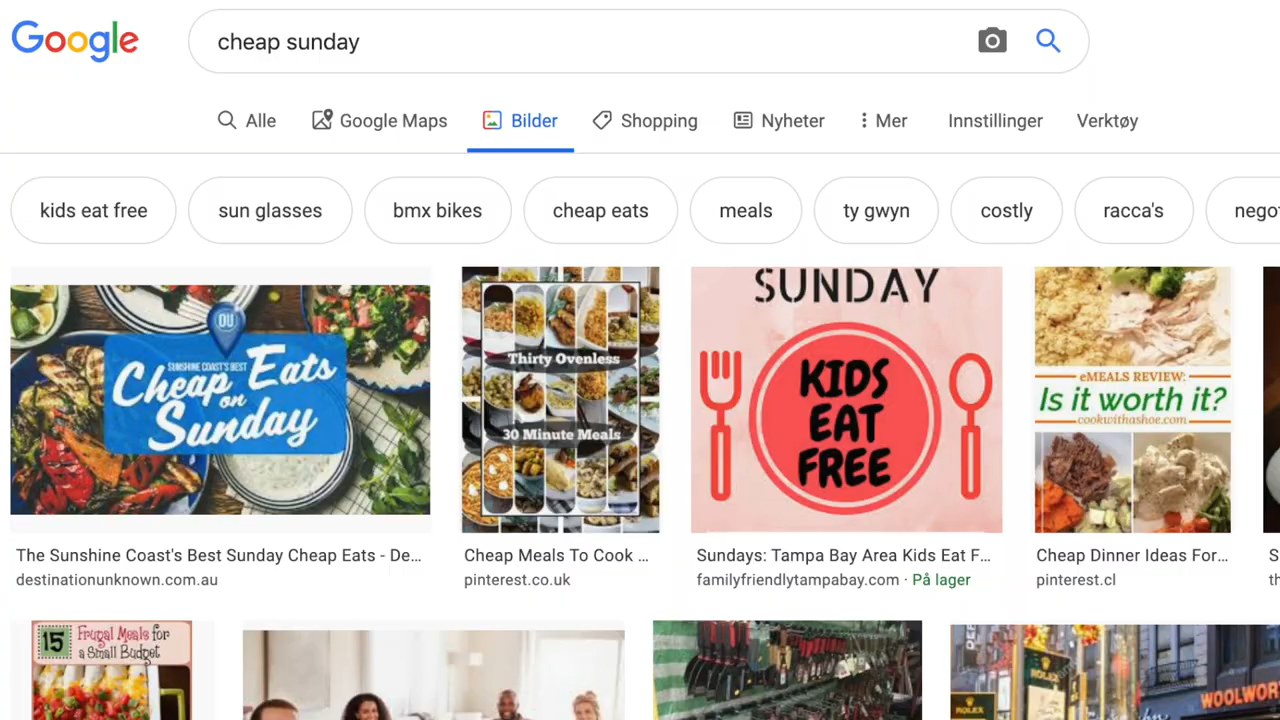 Google
cheap sunday
Alle
Google Maps
Bilder
Shopping
Nyheter
Mer
Innstillinger
Verktøy
kids eat free
sun glasses
bmx bikes
cheap eats
meals
ty gwyn
costly
racca's
DU
SUNSHINE COAST'S BEST
Cheap Eats
on
Sunday
Thirty Ovenless
30 Minute Meals
SUNDAY
KIDS
EAT
FREE
eMEALS REVIEW:
Is it worth it?
cookwithashoe.com
The Sunshine Coast's Best Sunday Cheap Eats - De...
destinationunknown.com.au
Cheap Meals To Cook ...
pinterest.co.uk
Sundays: Tampa Bay Area Kids Eat F...
familyfriendlytampabay.com · På lager
Cheap Dinner Ideas For...
pinterest.cl
15 Frugal Meals for
a Small Budget
ROLEX
ROLEX